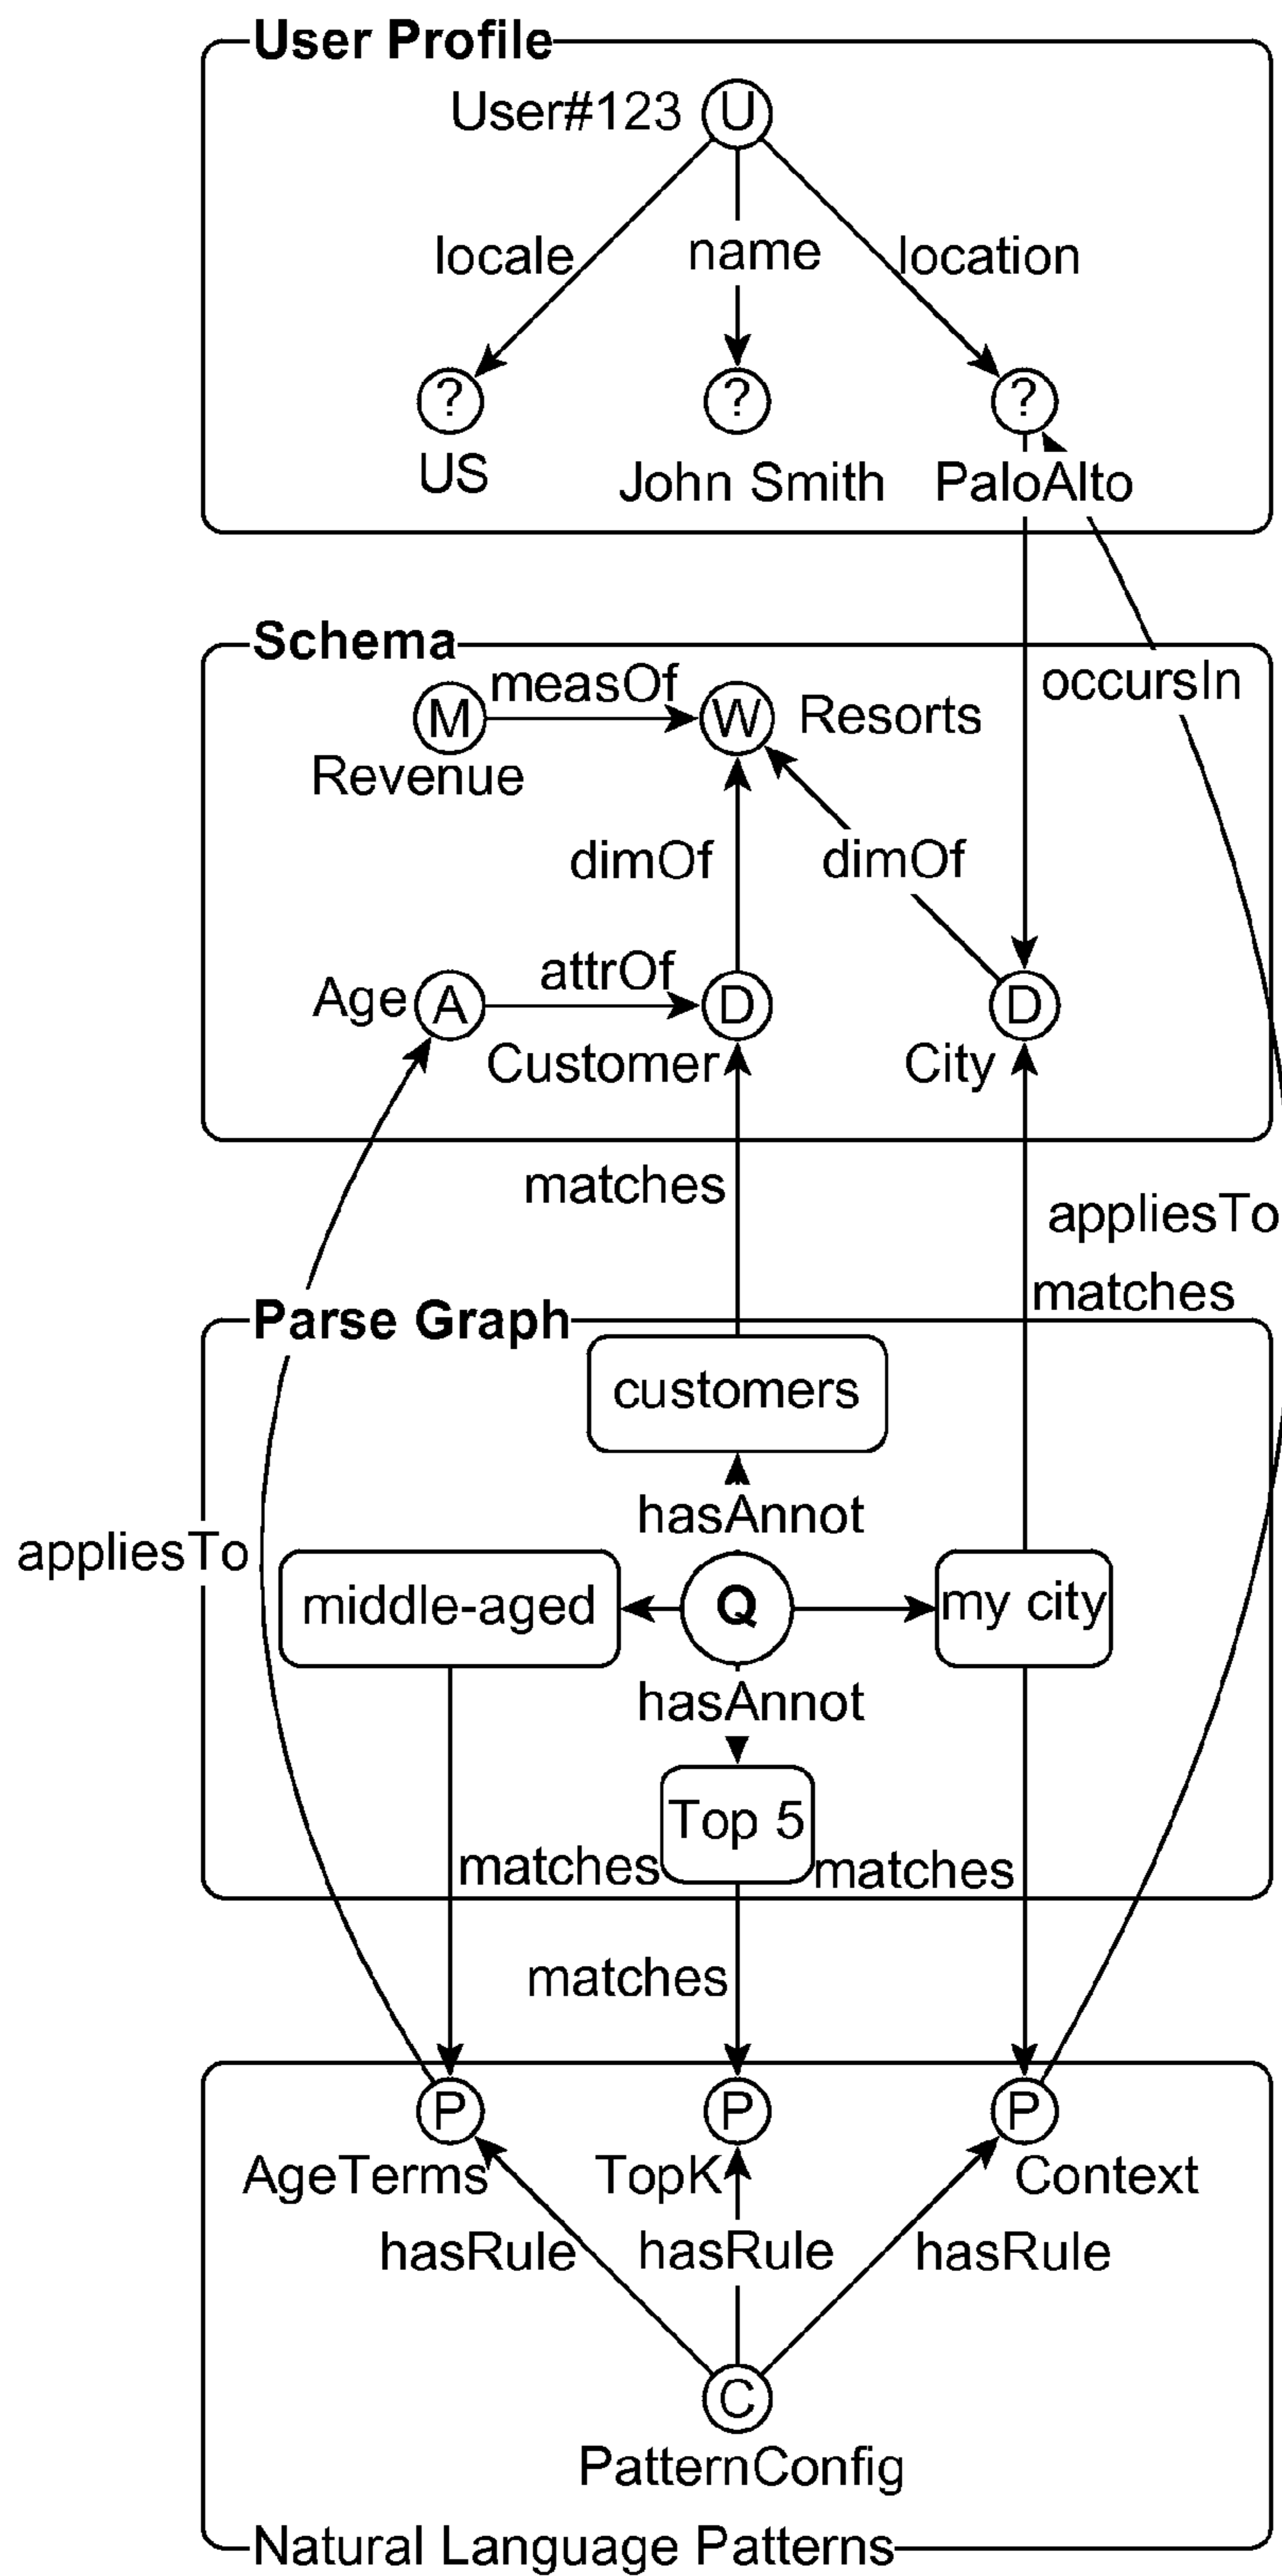 User Profile
User#123 U
locale name location
? ? ?
US John Smith PaloAlto
Schema
measOf
occursIn
M W Resorts
Revenue
dimOf dimOf
attrOf
Age A D D
Customer City
matches
appliesTo
matches
Parse Graph
customers
hasAnnot
appliesTo
middle-aged Q my city
hasAnnot
Top 5
matches matches
matches
P P P
AgeTerms TopK Context
hasRule hasRule hasRule
C
PatternConfig
Natural Language Patterns